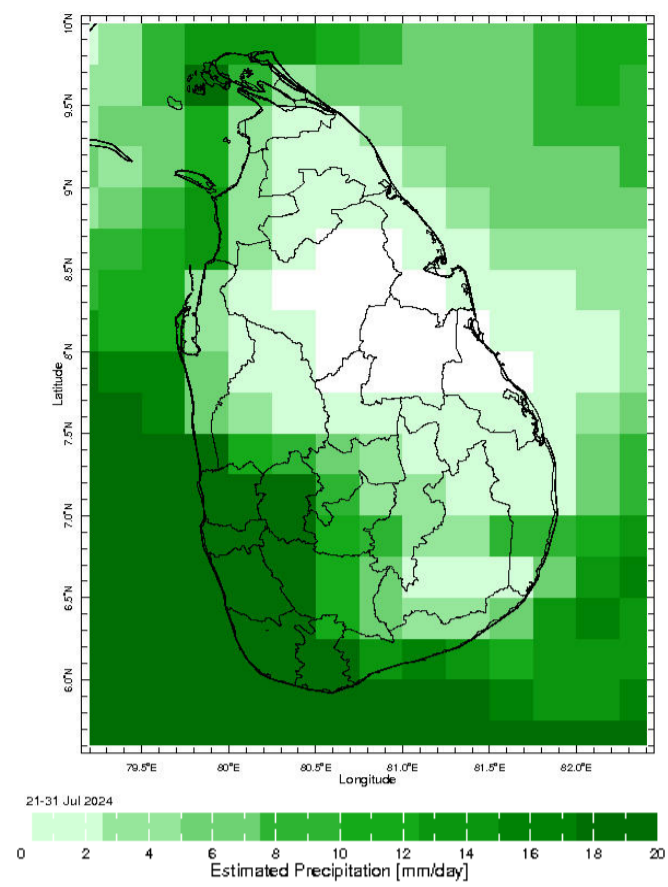 10°N
9.5°N
9°N
8.5°N
8°N
7.5°N
7.0°N
6.5°N
6.0°N
Latitude
79.5°E 80°E 80.5°E 81.0°E 81.5°E 82.0°E
Longitude
21-31 Jul 2024
0 2 4 6 8 10 12 14 16 18 20
Estimated Precipitation [mm/day]